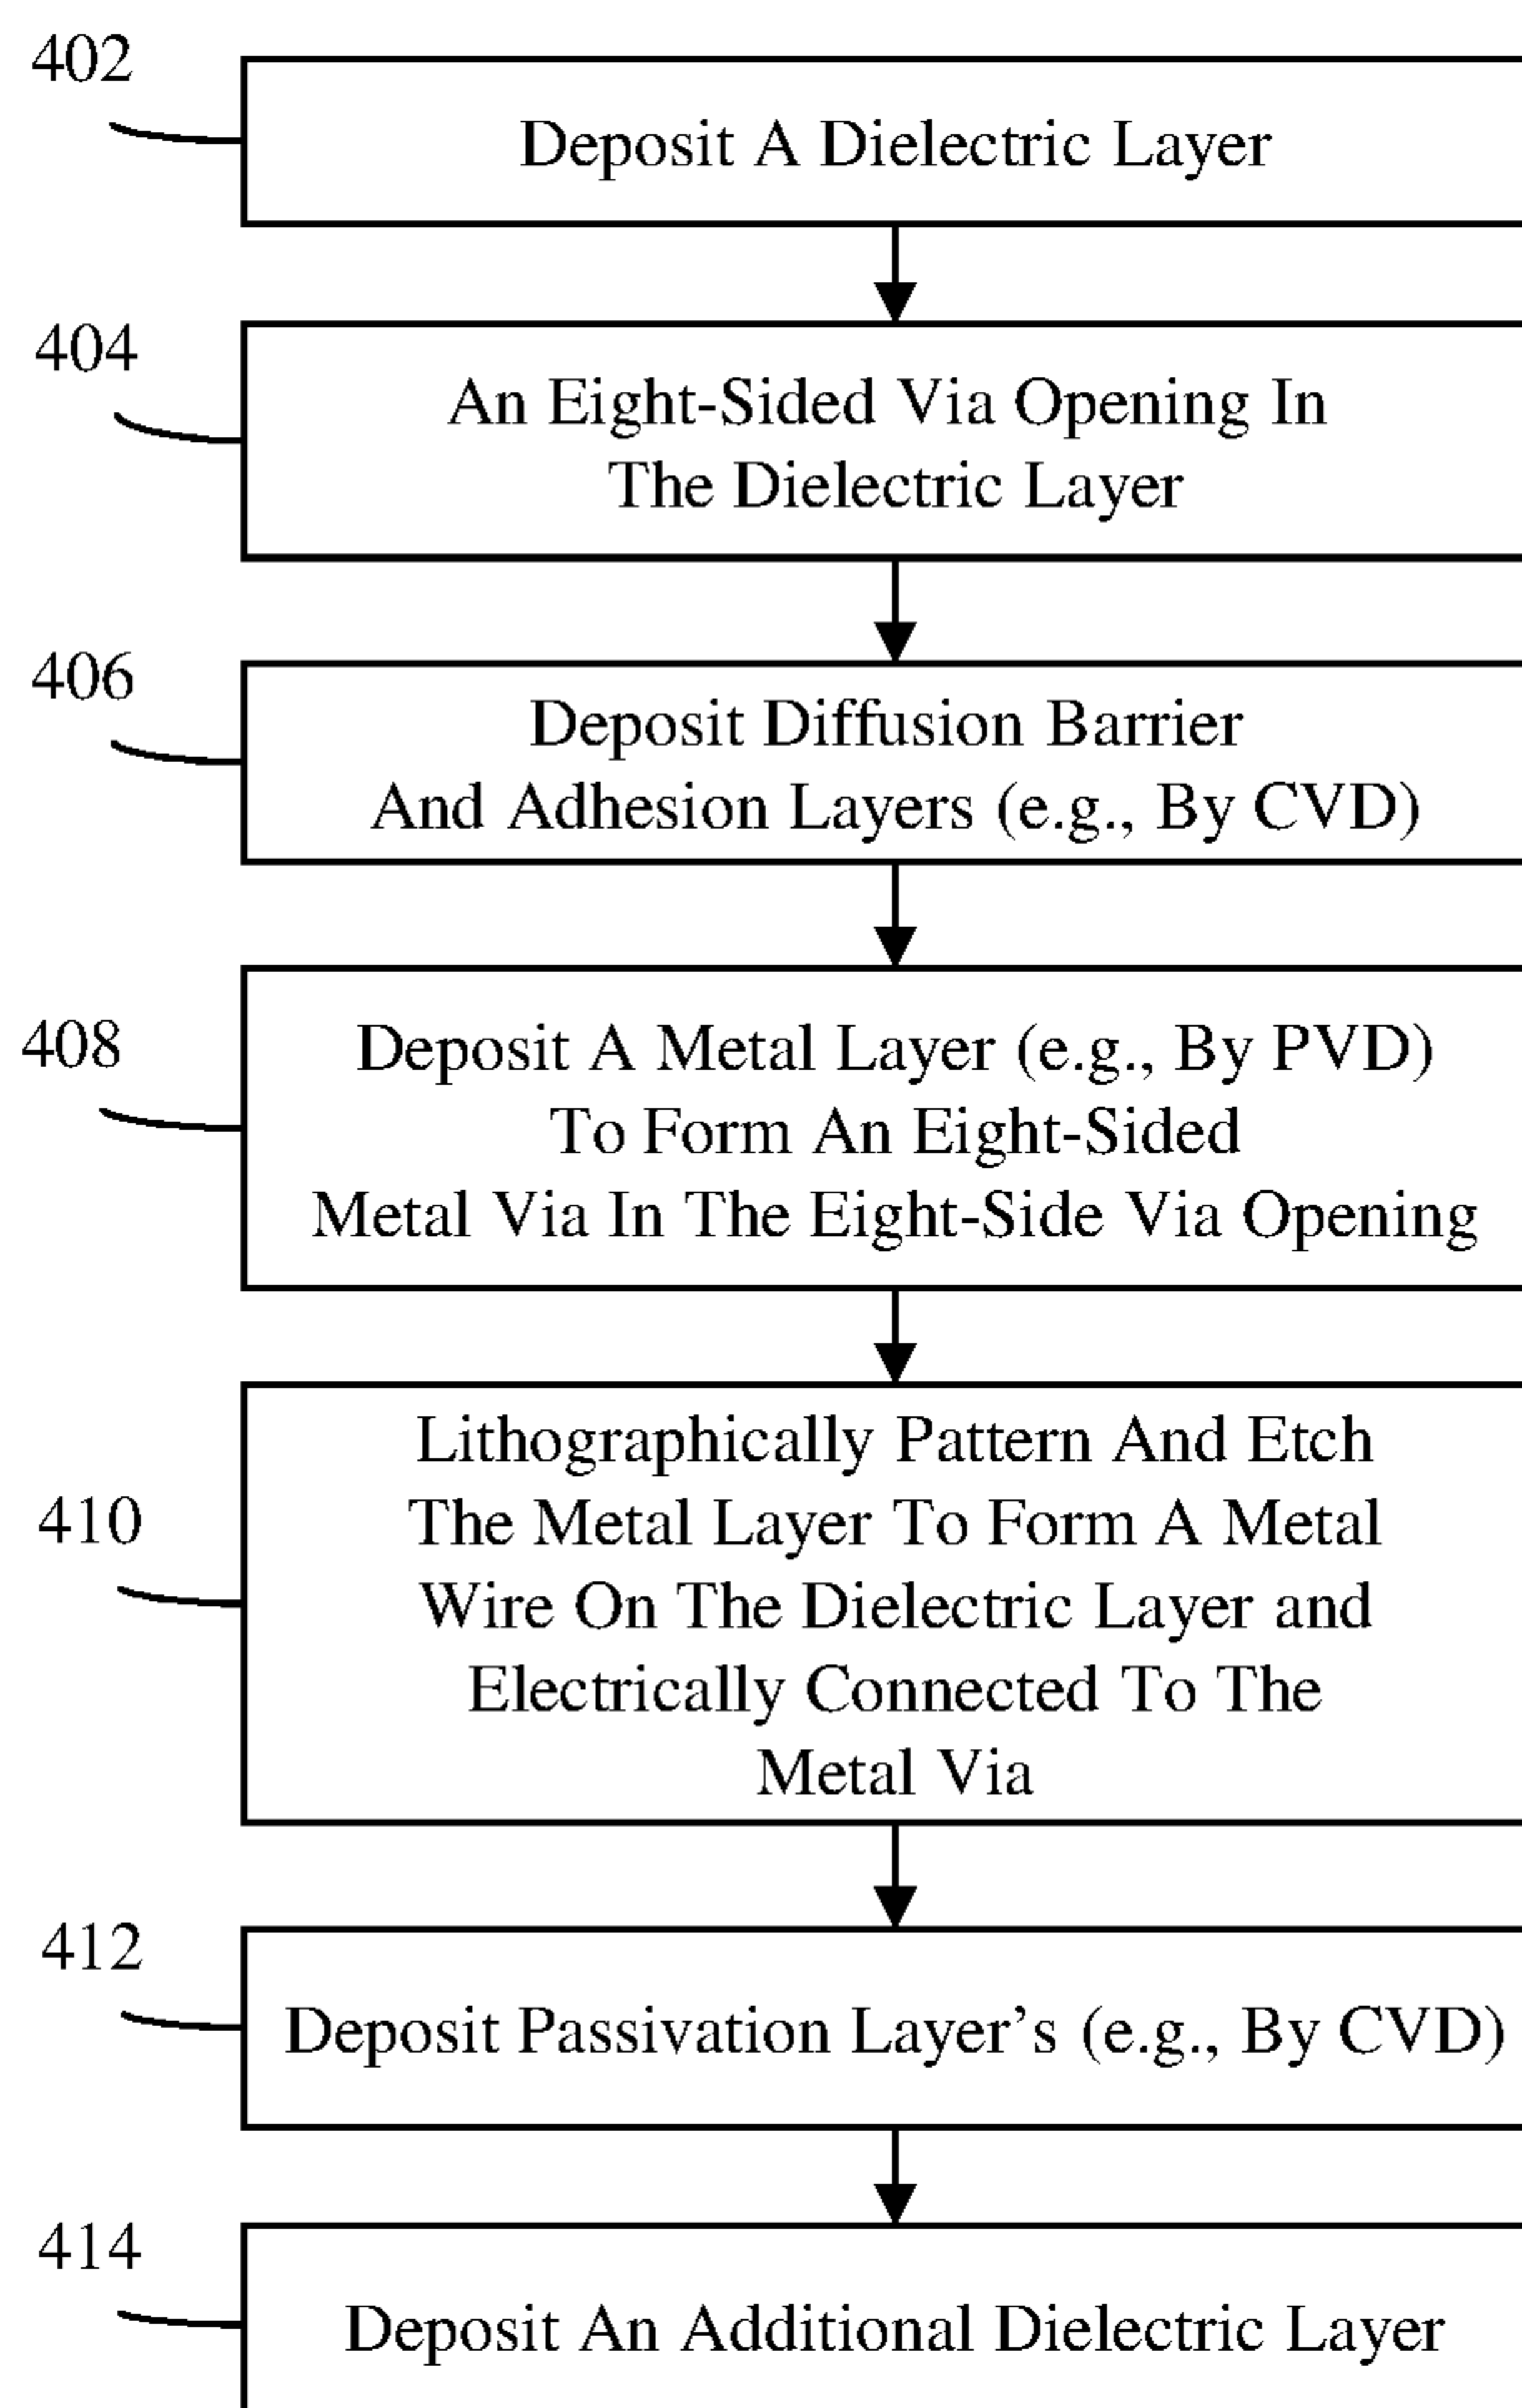 402
Deposit A Dielectric Layer
404
An Eight-Sided Via Opening In
The Dielectric Layer
406
Deposit Diffusion Barrier
And Adhesion Layers (e.g., By CVD)
408
Deposit A Metal Layer (e.g., By PVD)
To Form An Eight-Sided
Metal Via In The Eight-Side Via Opening
410
Lithographically Pattern And Etch
The Metal Layer To Form A Metal
Wire On The Dielectric Layer and
Electrically Connected To The
Metal Via
412
Deposit Passivation Layer’s (e.g., By CVD)
414
Deposit An Additional Dielectric Layer